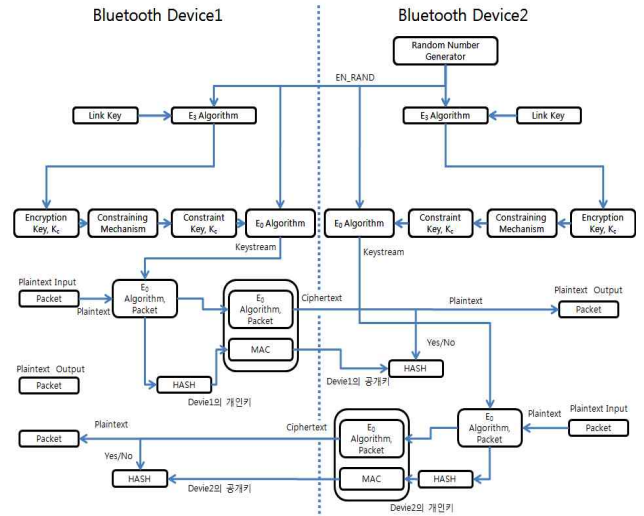 Bluetooth Device1
Bluetooth Device2
Random Number
Generator
EN_RAND
Link Key
E3 Algorithm
E3 Algorithm
Link Key
Encryption
Key, Kc
Constraining
Mechanism
Constraint
Key, Kc
E0 Algorithm
E0 Algorithm
Constraint
Key, Kc
Constraining
Mechanism
Encryption
Key, Kc
Keystream
Keystream
Plaintext Input
Packet
Plaintext
E0
Algorithm,
Packet
E0
Algorithm,
Packet
MAC
Ciphertext
Plaintext
Plaintext Output
Packet
Yes/No
HASH
Devie1의 공개키
Plaintext Output
Packet
HASH
Devie1의 개인키
Packet
Plaintext
Ciphertext
E0
Algorithm,
Packet
E0
Algorithm,
Packet
Plaintext
Plaintext Input
Packet
Yes/No
HASH
Devie2의 공개키
MAC
HASH
Devie2의 개인키